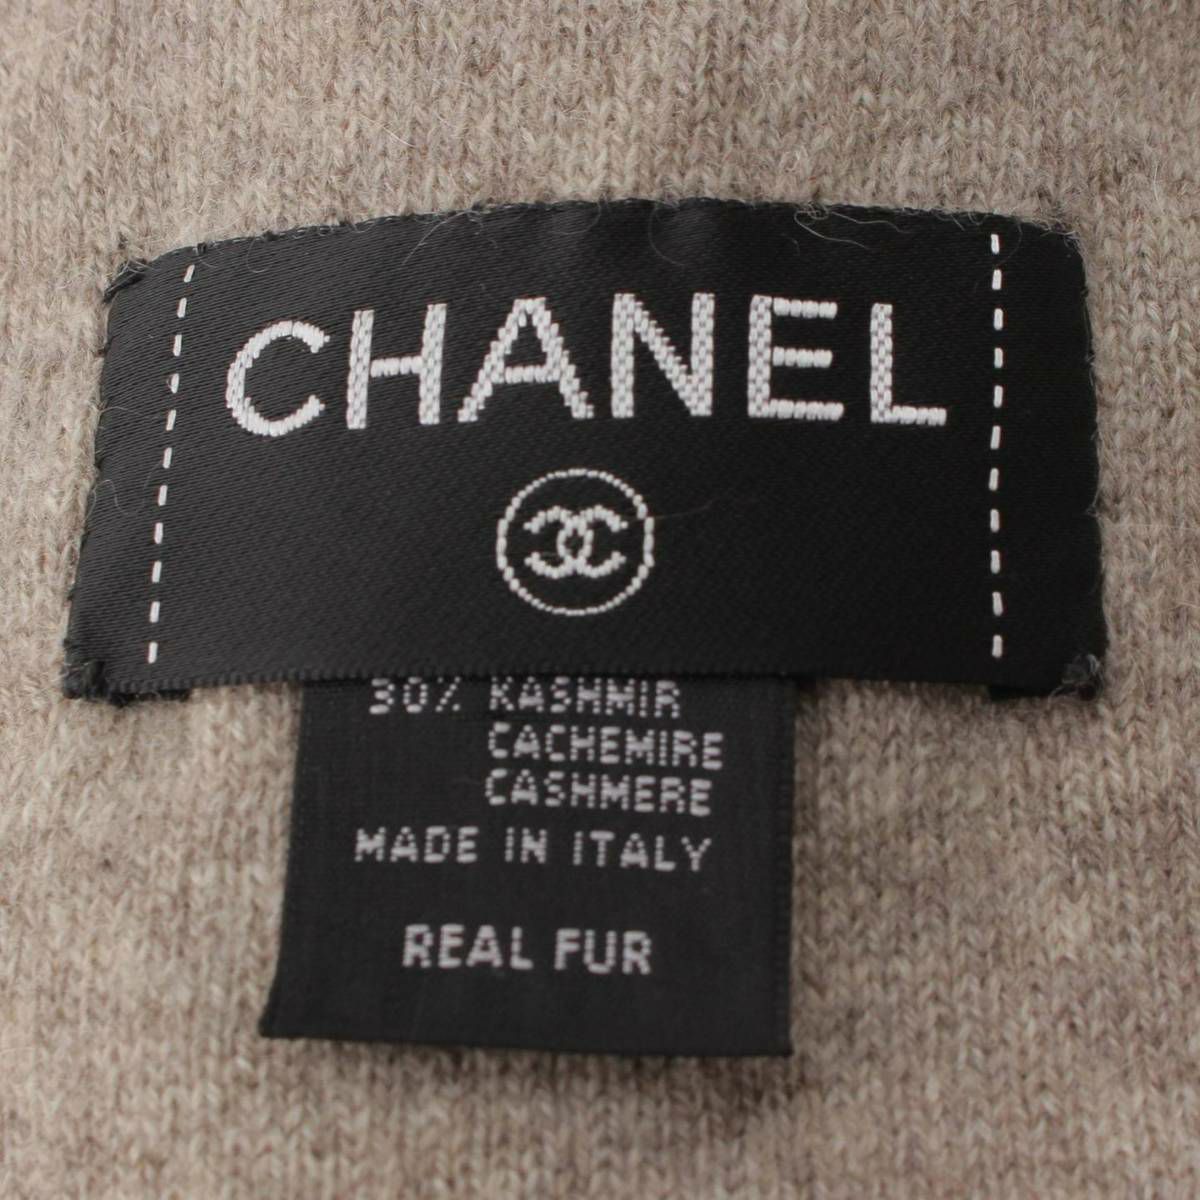 CHANEL
30% KASHMIR
CACHEMIRE
CASHMERE
MADE IN ITALY
REAL FUR